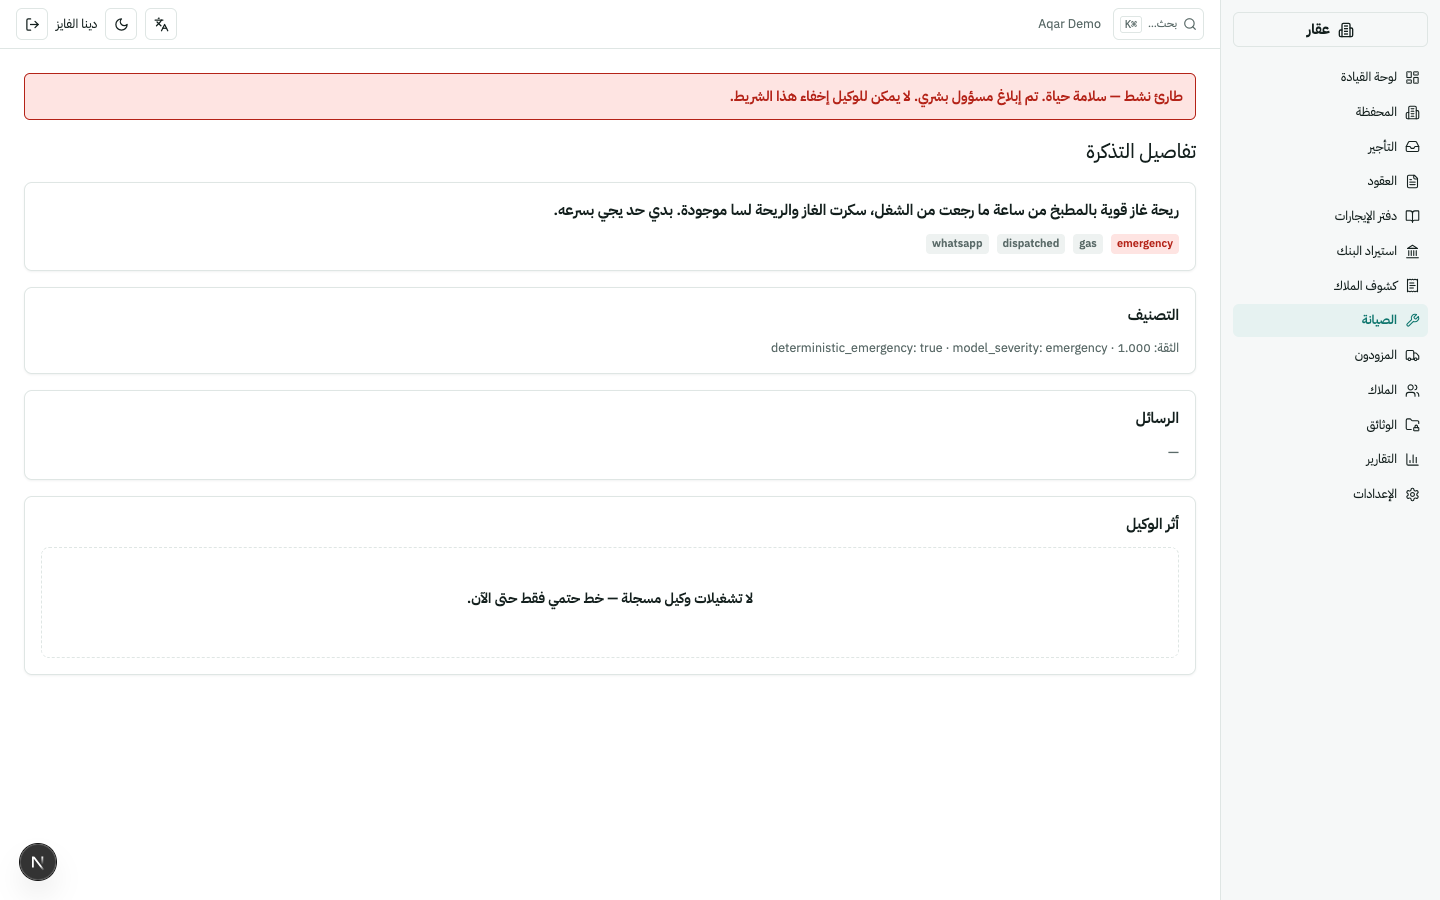 عقار
لوحة القيادة
المحفظة
التأجير
العقود
دفتر الإيجارات
استيراد البنك
كشوف الملاك
الصيانة
المزودون
الملاك
الوثائق
التقارير
الإعدادات
بحث... ⌘K
Aqar Demo
دينا الفايز
طارئ نشط — سلامة حياة. تم إبلاغ مسؤول بشري. لا يمكن للوكيل إخفاء هذا الشريط.
تفاصيل التذكرة
ريحة غاز قوية بالمطبخ من ساعة ما رجعت من الشغل، سكرت الغاز والريحة لسا موجودة. بدي حد يجي بسرعه.
emergency gas dispatched whatsapp
التصنيف
الثقة: 1.000 · deterministic_emergency: true · model_severity: emergency
الرسائل
—
أثر الوكيل
لا تشغيلات وكيل مسجلة — خط حتمي فقط حتى الآن.
N